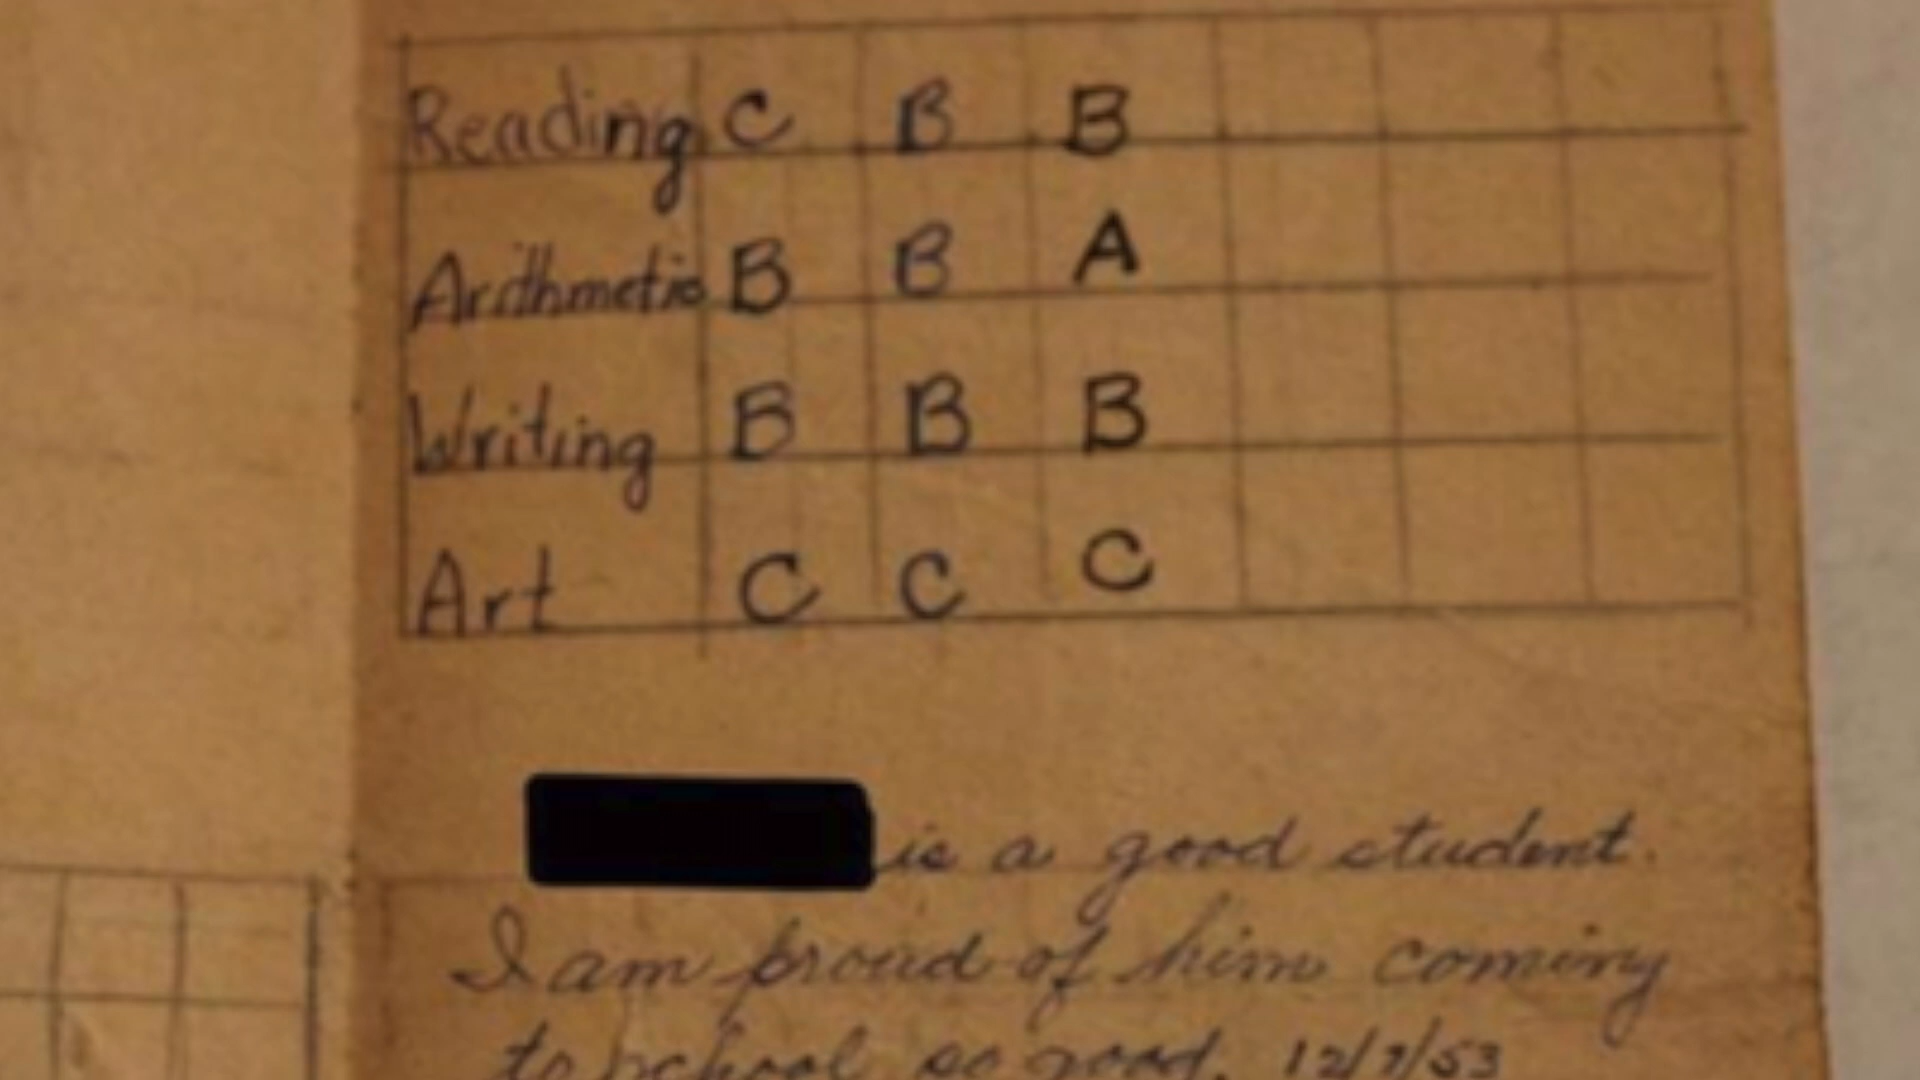 Reading C B B
Arithmetic B B A
Writing B B B
Art C C C
is a good student.
I am proud of him coming
to school so good. 12/7/53